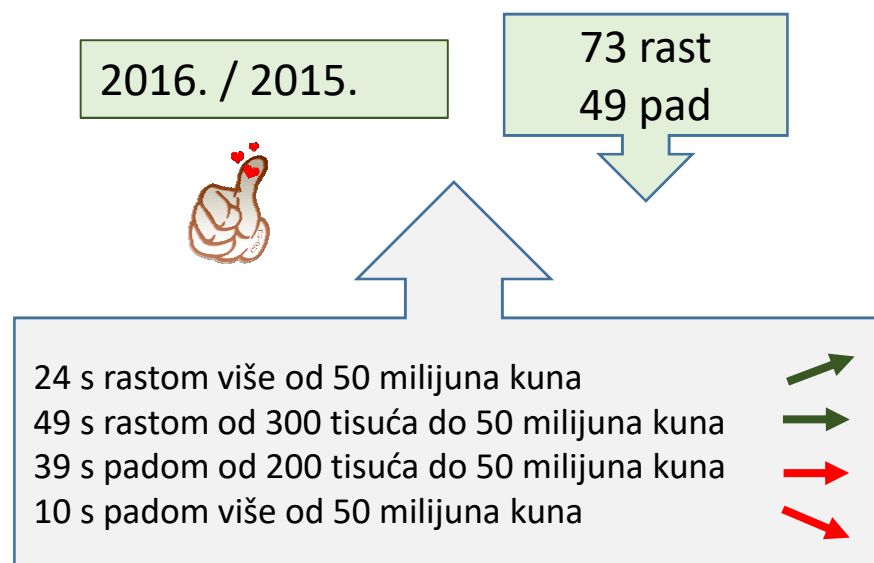 2016. / 2015.
73 rast
49 pad
24 s rastom više od 50 milijuna kuna
49 s rastom od 300 tisuća do 50 milijuna kuna
39 s padom od 200 tisuća do 50 milijuna kuna
10 s padom više od 50 milijuna kuna